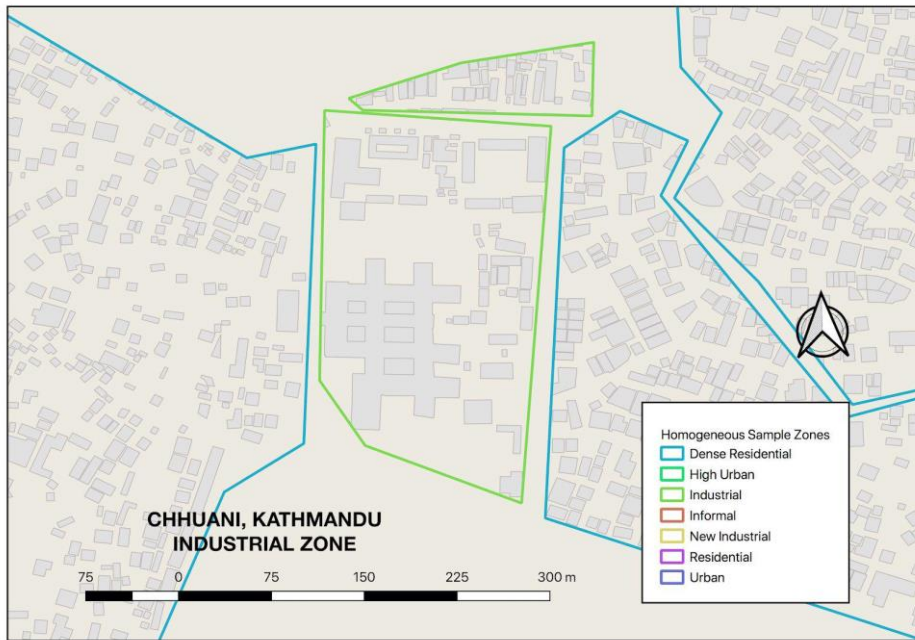 CHHUANI, KATHMANDU
INDUSTRIAL ZONE
75 0 75 150 225 300 m
Homogeneous Sample Zones
Dense Residential
High Urban
Industrial
Informal
New Industrial
Residential
Urban